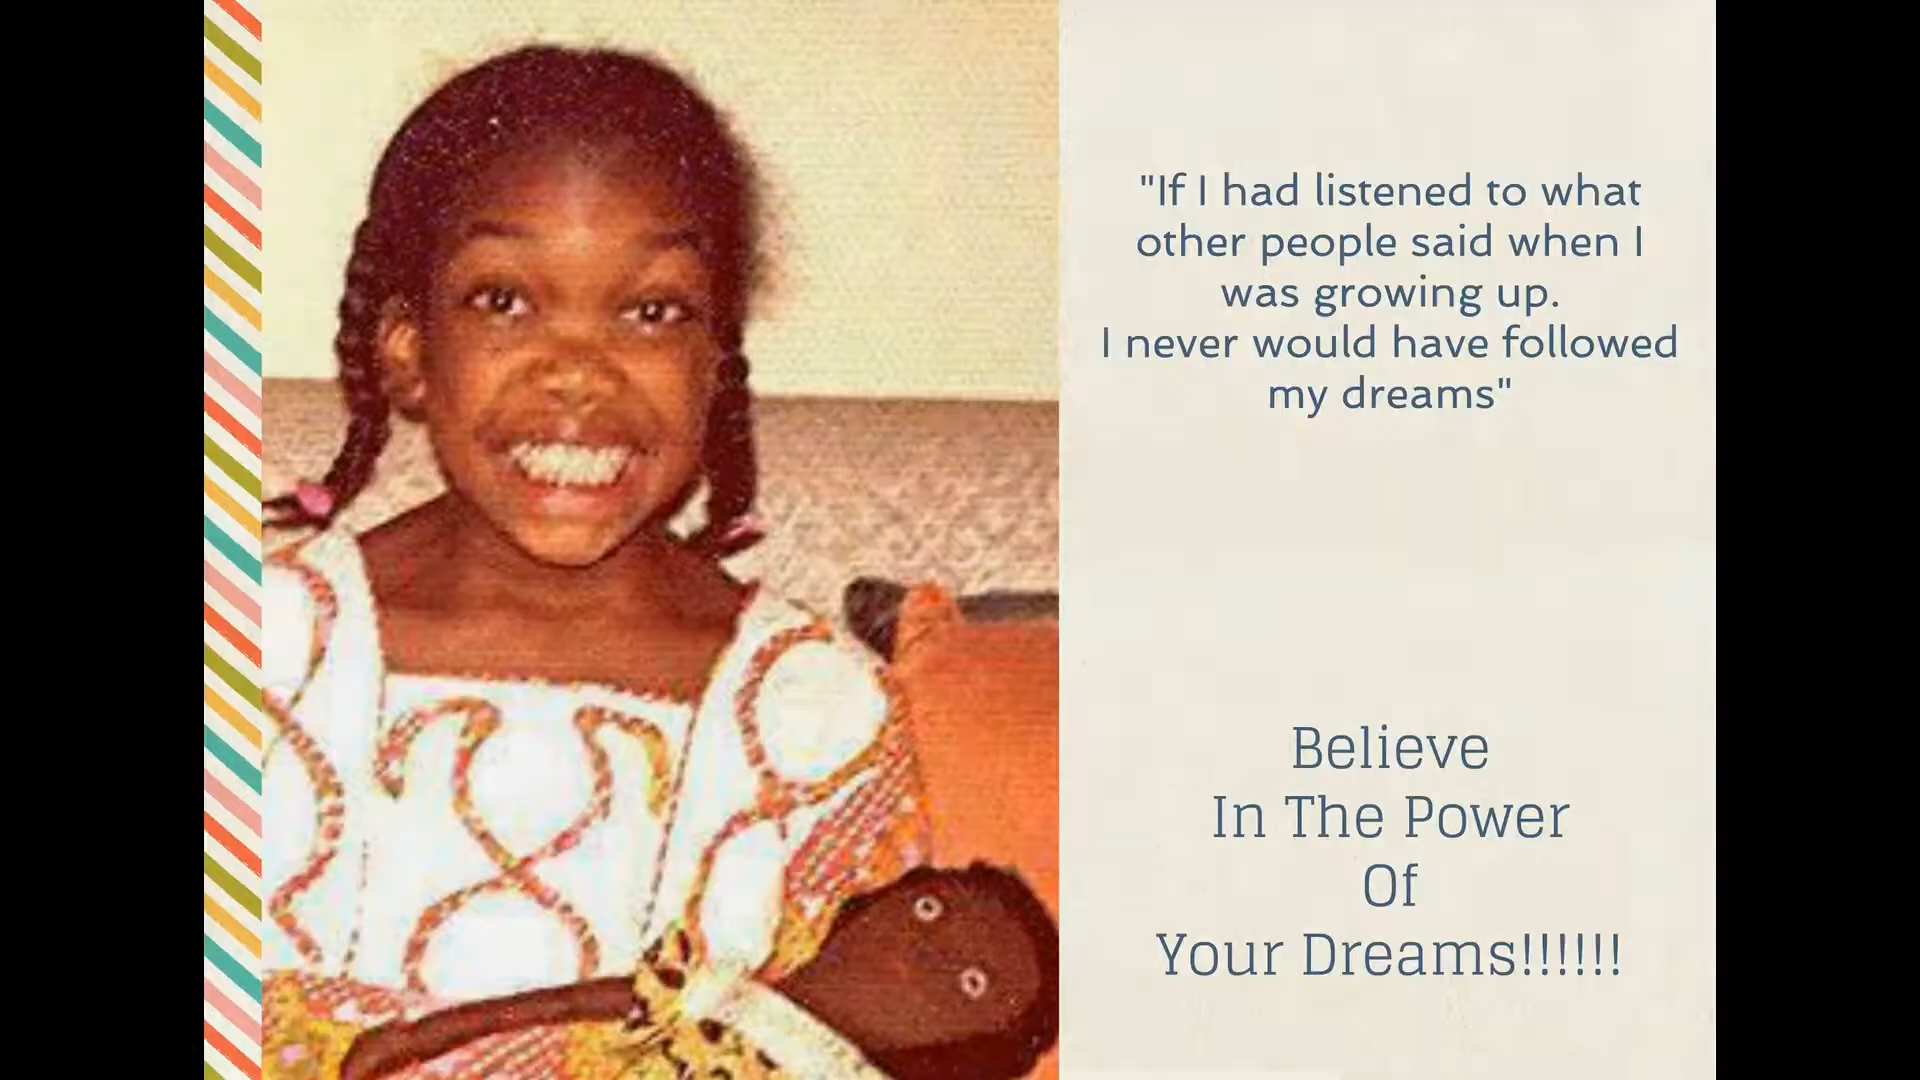 "If I had listened to what
other people said when I
was growing up.
I never would have followed
my dreams"
Believe
In The Power
Of
Your Dreams!!!!!!